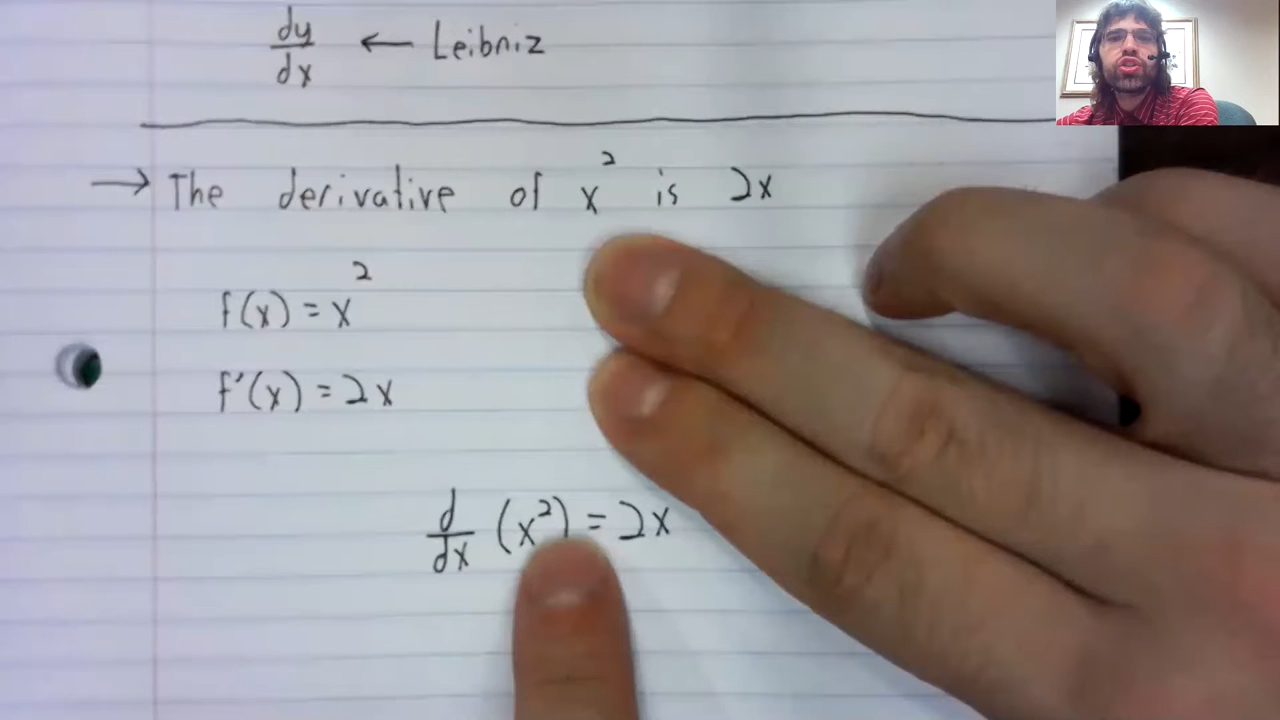 dy/dx ← Leibniz
→ The derivative of x² is 2x
f(x) = x²
f'(x) = 2x
d/dx (x²) = 2x